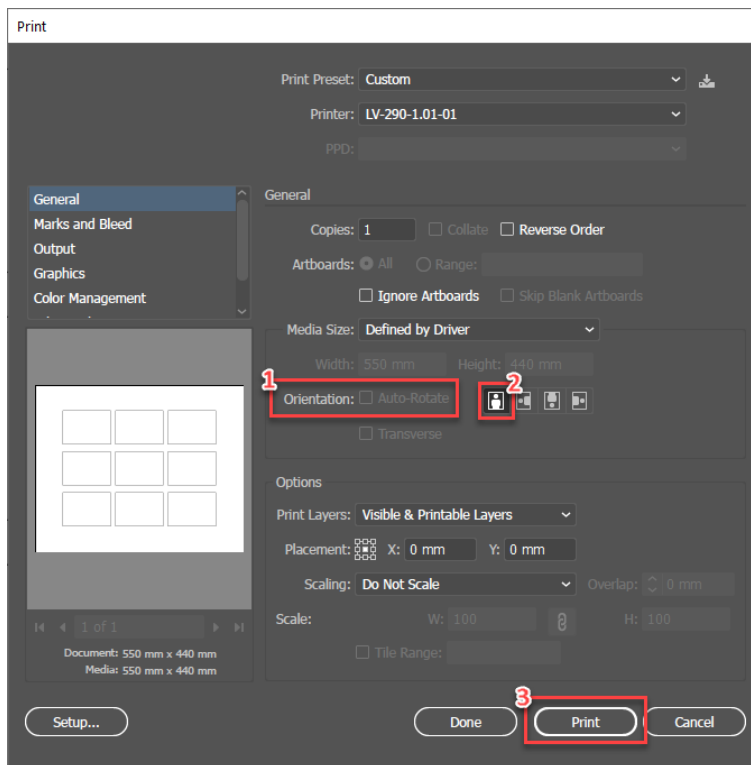 Print
Print Preset: Custom
Printer: LV-290-1.01-01
PPD:
General
Marks and Bleed
Output
Graphics
Color Management
General
Copies: 1 Collate Reverse Order
Artboards: All Range:
Ignore Artboards Skip Blank Artboards
Media Size: Defined by Driver
Width: 550 mm Height: 440 mm
1 2
Orientation: Auto-Rotate
Transverse
Options
Print Layers: Visible & Printable Layers
Placement: X: 0 mm Y: 0 mm
Scaling: Do Not Scale Overlap: 0 mm
Scale: W: 100 H: 100
Tile Range:
1 of 1
Document: 550 mm x 440 mm
Media: 550 mm x 440 mm
3
Setup... Done Print Cancel